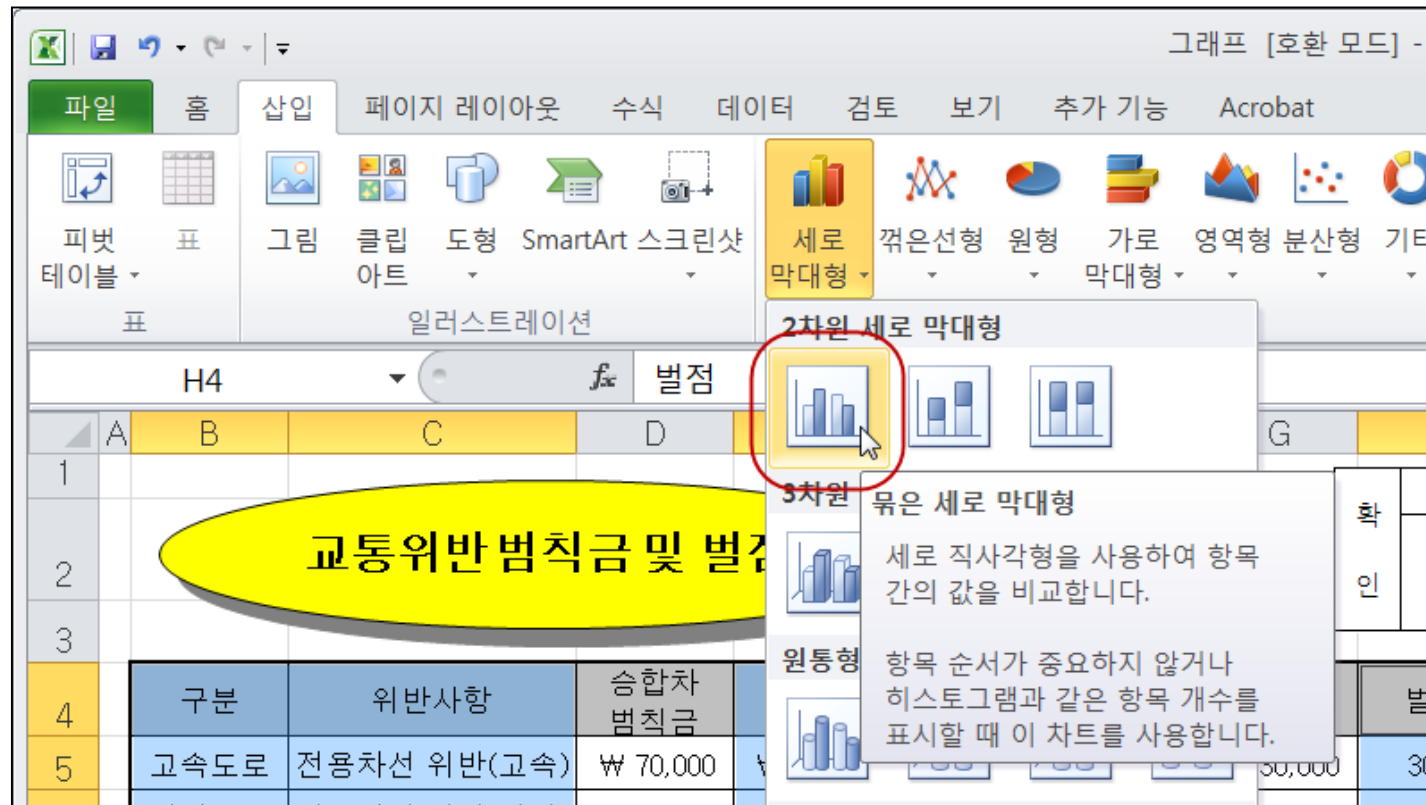 그래프 [호환 모드] -
파일 홈 삽입 페이지 레이아웃 수식 데이터 검토 보기 추가 기능 Acrobat
피벗 테이블
표
그림
클립 아트
도형
SmartArt
스크린샷
세로 막대형
꺾은선형
원형
가로 막대형
영역형
분산형
표
일러스트레이션
2차원 세로 막대형
H4
fx 벌점
A B C D G
1
묶은 세로 막대형
세로 직사각형을 사용하여 항목
간의 값을 비교합니다.
항목 순서가 중요하지 않거나
히스토그램과 같은 항목 개수를
표시할 때 이 차트를 사용합니다.
3차원
원통형
확
인
2 교통위반 범칙금 및
3
4 구분 위반사항 승합차
범칙금
5 고속도로 전용차선 위반(고속) ₩ 70,000